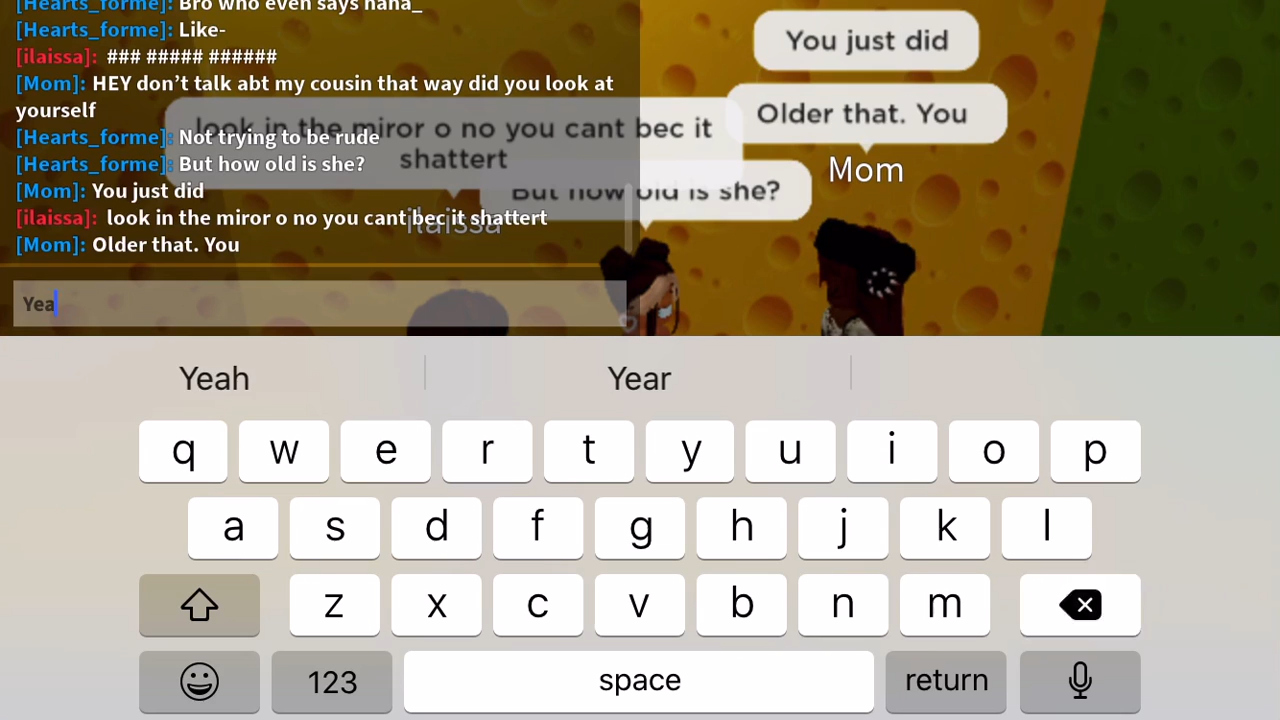 [Hearts_forme]: Bro who even says nana_
[Hearts_forme]: Like-
[ilaissa]: ### ##### ######
[Mom]: HEY don’t talk abt my cousin that way did you look at
yourself
[Hearts_forme]: Not trying to be rude
[Hearts_forme]: But how old is she?
[Mom]: You just did
[ilaissa]: look in the miror o no you cant bec it shattert
[Mom]: Older that. You
Yea
You just did
Older that. You
Mom
look in the miror o no you cant bec it
shattert
But how old is she?
ilaissa
Yeah Year
q w e r t y u i o p
a s d f g h j k l
z x c v b n m
123 space return